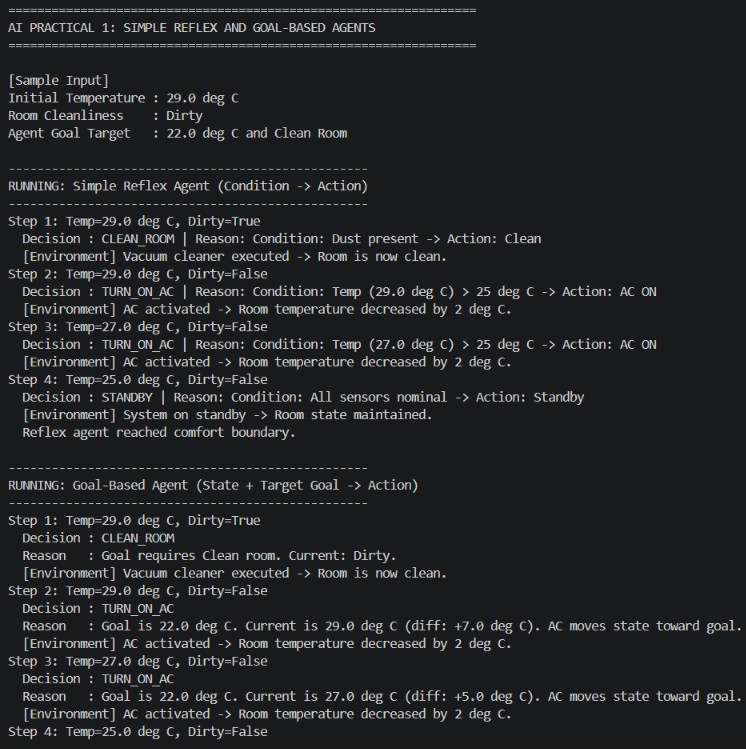 =============================================================
AI PRACTICAL 1: SIMPLE REFLEX AND GOAL-BASED AGENTS
=============================================================
[Sample Input]
Initial Temperature : 29.0 deg C
Room Cleanliness    : Dirty
Agent Goal Target   : 22.0 deg C and Clean Room
-----------------------------------------------
RUNNING: Simple Reflex Agent (Condition -> Action)
-----------------------------------------------
Step 1: Temp=29.0 deg C, Dirty=True
  Decision : CLEAN_ROOM | Reason: Condition: Dust present -> Action: Clean
  [Environment] Vacuum cleaner executed -> Room is now clean.
Step 2: Temp=29.0 deg C, Dirty=False
  Decision : TURN_ON_AC | Reason: Condition: Temp (29.0 deg C) > 25 deg C -> Action: AC ON
  [Environment] AC activated -> Room temperature decreased by 2 deg C.
Step 3: Temp=27.0 deg C, Dirty=False
  Decision : TURN_ON_AC | Reason: Condition: Temp (27.0 deg C) > 25 deg C -> Action: AC ON
  [Environment] AC activated -> Room temperature decreased by 2 deg C.
Step 4: Temp=25.0 deg C, Dirty=False
  Decision : STANDBY | Reason: Condition: All sensors nominal -> Action: Standby
  [Environment] System on standby -> Room state maintained.
  Reflex agent reached comfort boundary.
-----------------------------------------------
RUNNING: Goal-Based Agent (State + Target Goal -> Action)
-----------------------------------------------
Step 1: Temp=29.0 deg C, Dirty=True
  Decision : CLEAN_ROOM
  Reason   : Goal requires Clean room. Current: Dirty.
  [Environment] Vacuum cleaner executed -> Room is now clean.
Step 2: Temp=29.0 deg C, Dirty=False
  Decision : TURN_ON_AC
  Reason   : Goal is 22.0 deg C. Current is 29.0 deg C (diff: +7.0 deg C). AC moves state toward goal.
  [Environment] AC activated -> Room temperature decreased by 2 deg C.
Step 3: Temp=27.0 deg C, Dirty=False
  Decision : TURN_ON_AC
  Reason   : Goal is 22.0 deg C. Current is 27.0 deg C (diff: +5.0 deg C). AC moves state toward goal.
  [Environment] AC activated -> Room temperature decreased by 2 deg C.
Step 4: Temp=25.0 deg C, Dirty=False